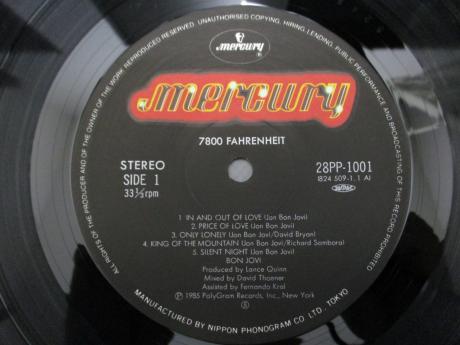 ALL RIGHTS OF THE PRODUCER AND OF THE OWNER OF THE WORK REPRODUCED RESERVED. UNAUTHORISED COPYING, HIRING, LENDING, PUBLIC PERFORMANCE AND BROADCASTING OF THIS RECORD PROHIBITED
mercury
mercury
7800 FAHRENHEIT
STEREO
SIDE 1
33⅓rpm
28PP-1001
(824 509-1.1 A)
1. IN AND OUT OF LOVE (Jon Bon Jovi)
2. PRICE OF LOVE (Jon Bon Jovi)
3. ONLY LONELY (Jon Bon Jovi/David Bryan)
4. KING OF THE MOUNTAIN (Jon Bon Jovi/Richard Sambora)
5. SILENT NIGHT (Jon Bon Jovi)
BON JOVI
Produced by Lance Quinn
Mixed by David Thoener
Assisted by Fernando Kral
Ⓟ 1985 PolyGram Records, Inc., New York
MANUFACTURED BY NIPPON PHONOGRAM CO. LTD., TOKYO